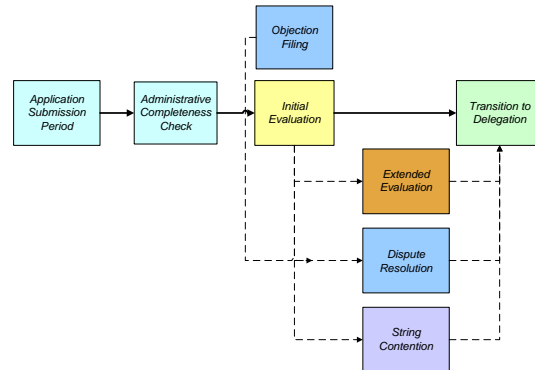 Objection
Filing
Application
Submission
Period
Administrative
Completeness
Check
Initial
Evaluation
Transition to
Delegation
Extended
Evaluation
Dispute
Resolution
String
Contention